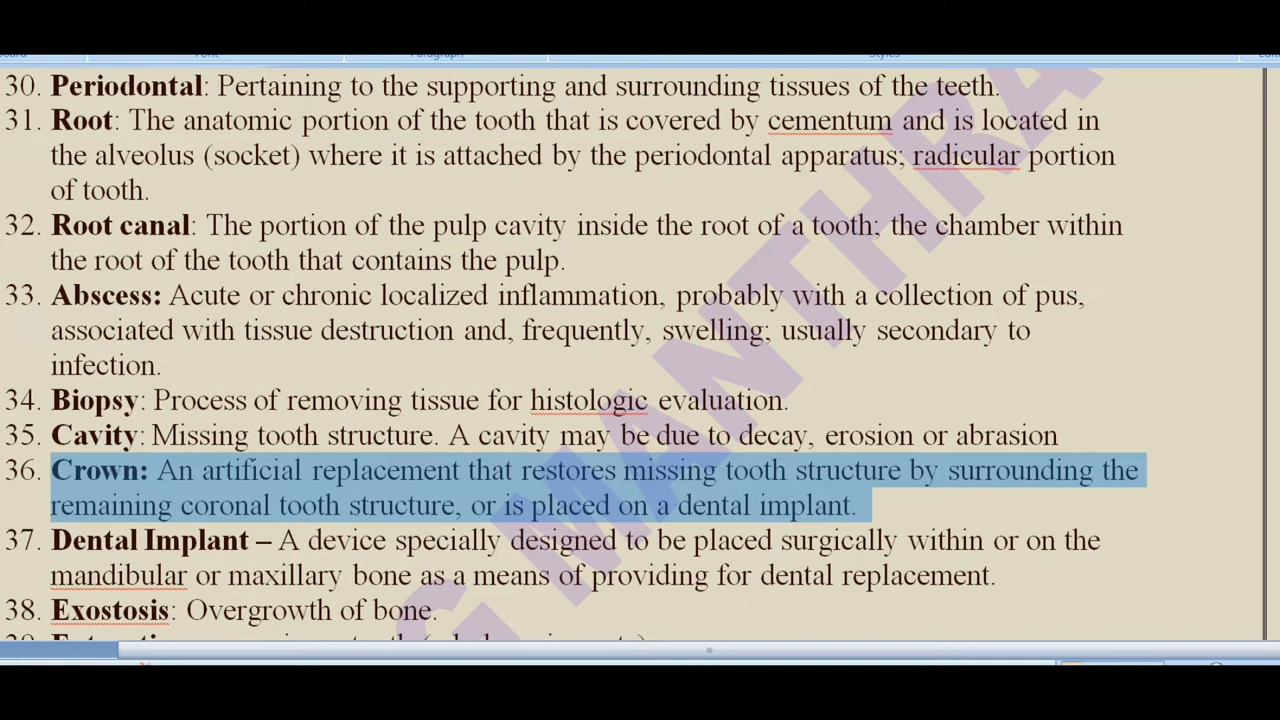 Font Paragraph Styles
30. Periodontal: Pertaining to the supporting and surrounding tissues of the teeth.
31. Root: The anatomic portion of the tooth that is covered by cementum and is located in
the alveolus (socket) where it is attached by the periodontal apparatus; radicular portion
of tooth.
32. Root canal: The portion of the pulp cavity inside the root of a tooth; the chamber within
the root of the tooth that contains the pulp.
33. Abscess: Acute or chronic localized inflammation, probably with a collection of pus,
associated with tissue destruction and, frequently, swelling; usually secondary to
infection.
34. Biopsy: Process of removing tissue for histologic evaluation.
35. Cavity: Missing tooth structure. A cavity may be due to decay, erosion or abrasion
36. Crown: An artificial replacement that restores missing tooth structure by surrounding the
remaining coronal tooth structure, or is placed on a dental implant.
37. Dental Implant – A device specially designed to be placed surgically within or on the
mandibular or maxillary bone as a means of providing for dental replacement.
38. Exostosis: Overgrowth of bone.
G MANTHRA